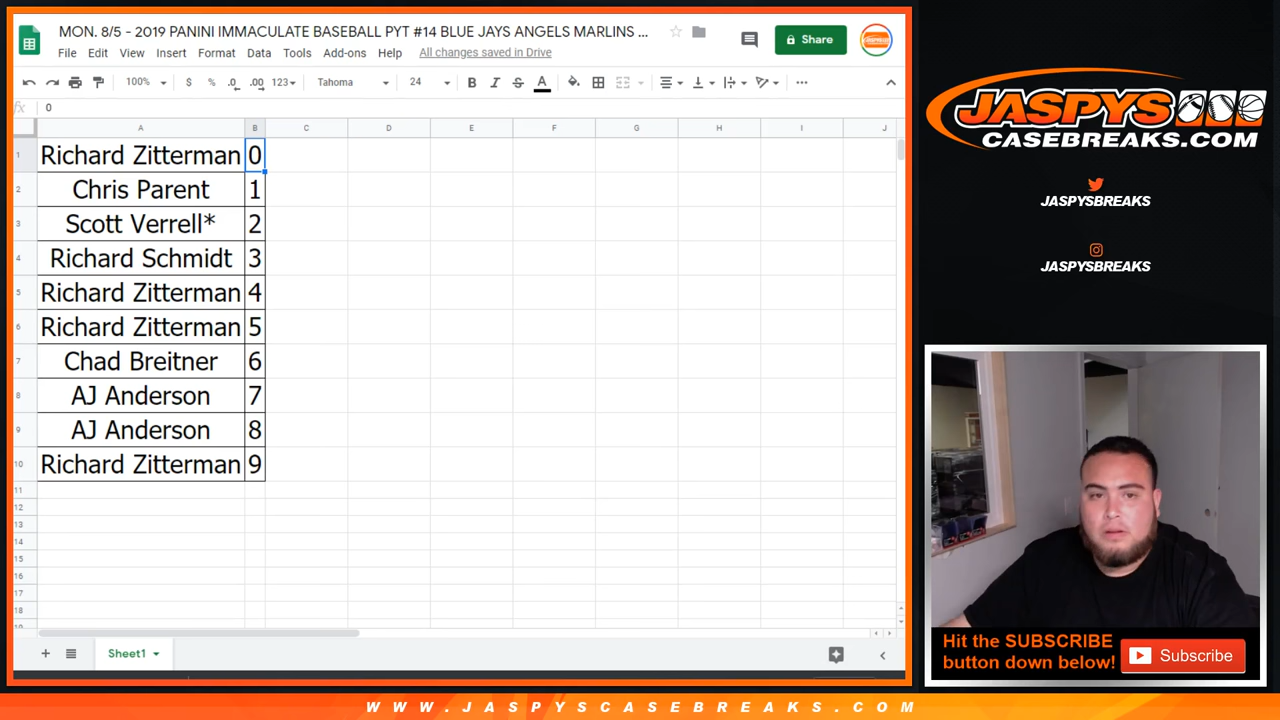 MON. 8/5 - 2019 PANINI IMMACULATE BASEBALL PYT #14 BLUE JAYS ANGELS MARLINS ...
File Edit View Insert Format Data Tools Add-ons Help All changes saved in Drive
Share
100% $ % .0 .00 123 Tahoma 24 B I S A ...
fx 0
A B C D E F G H I J
1 Richard Zitterman 0
2 Chris Parent 1
3 Scott Verrell* 2
4 Richard Schmidt 3
5 Richard Zitterman 4
6 Richard Zitterman 5
7 Chad Breitner 6
8 AJ Anderson 7
9 AJ Anderson 8
10 Richard Zitterman 9
11
12
13
14
15
16
17
18
Sheet1
JASPYS
CASEBREAKS.COM
JASPYSBREAKS
JASPYSBREAKS
Hit the SUBSCRIBE
button down below!
Subscribe
WWW.JASPYSCASEBREAKS.COM